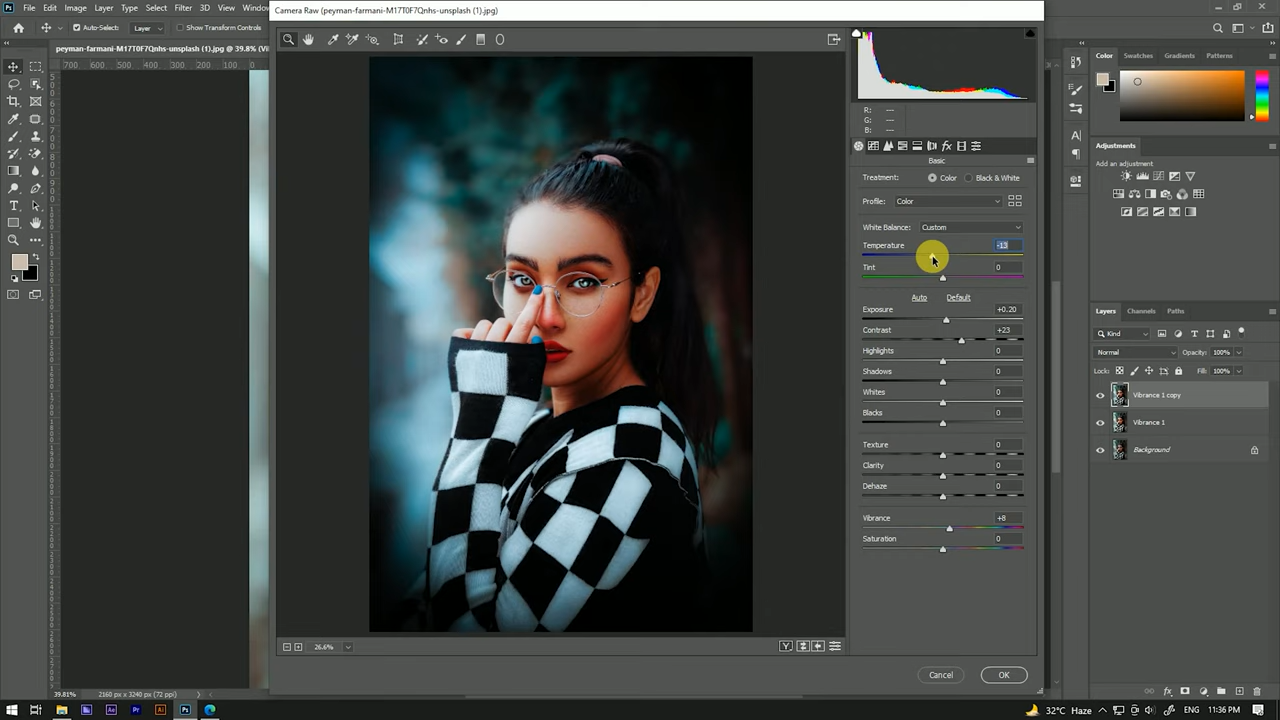 Camera Raw (peyman-farmani-M17T0F7Qnhs-unsplash (1).jpg)
File Edit Image Layer Type Select Filter 3D View Window
Auto-Select: Layer Show Transform Controls
peyman-farmani-M17T0F7Qnhs-unsplash (1).jpg @ 39.8%
700 600 500 400 300 200 100 0
R: ---
G: ---
B: ---
Basic
Treatment: Color Black & White
Profile: Color
White Balance: Custom
Temperature -13
Tint 0
Auto Default
Exposure +0.20
Contrast +23
Highlights 0
Shadows 0
Whites 0
Blacks 0
Texture 0
Clarity 0
Dehaze 0
Vibrance +8
Saturation 0
26.6%
Cancel OK
Color Swatches Gradients Patterns
Adjustments
Add an adjustment
Layers Channels Paths
Kind
Normal Opacity: 100%
Lock: Fill: 100%
Vibrance 1 copy
Vibrance 1
Background
39.81% 2160 px x 3240 px (72 ppi)
32°C Haze ENG 11:36 PM